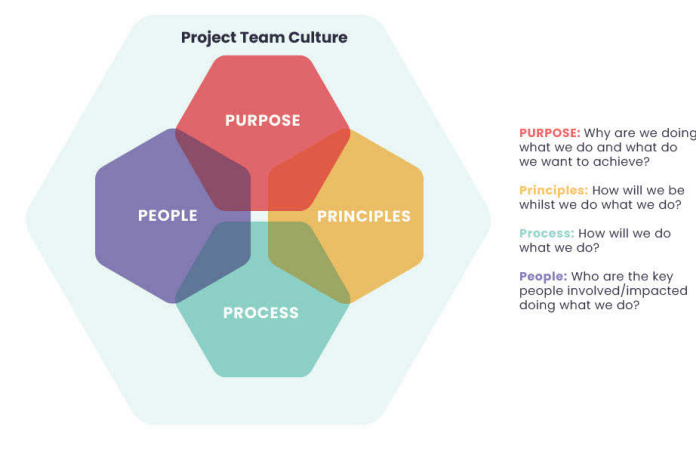 Project Team Culture
PURPOSE
PEOPLE
PRINCIPLES
PROCESS
PURPOSE: Why are we doing
what we do and what do
we want to achieve?
Principles: How will we be
whilst we do what we do?
Process: How will we do
what we do?
People: Who are the key
people involved/impacted
doing what we do?